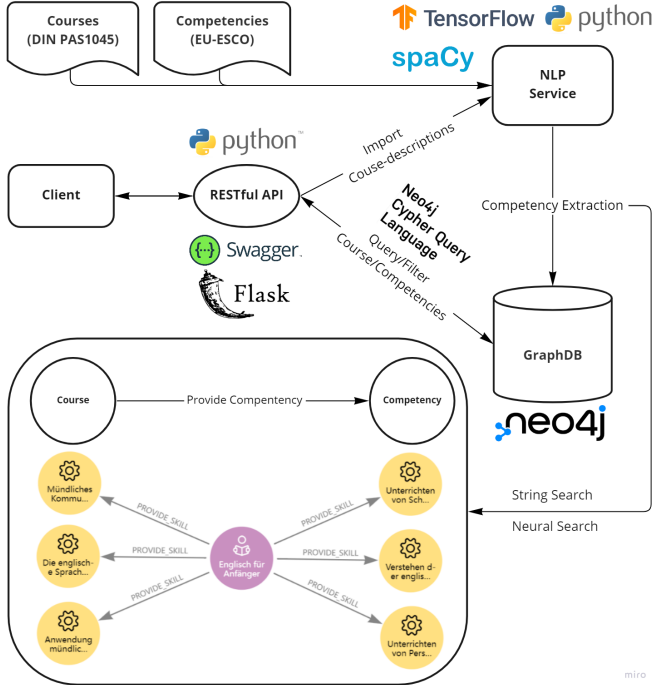 Courses
(DIN PAS1045)
Competencies
(EU-ESCO)
TensorFlow
python
spaCy
NLP
Service
python™
Import
Couse-descriptions
Client
RESTful API
Neo4j
Cypher Query
Language
Competency Extraction
Query/Filter
Course/Competencies
{··}
Swagger
Flask
GraphDB
neo4j
Course
Provide Compentency
Competency
Mündliches
Kommu...
PROVIDE_SKILL
PROVIDE_SKILL
Unterrichten
von Sch...
String Search
Neural Search
Die englisch-
e Sprach...
PROVIDE_SKILL
Englisch für
Anfänger
PROVIDE_SKILL
Verstehen d-
er englis...
Anwendung
mündlic...
PROVIDE_SKILL
PROVIDE_SKILL
Unterrichten
von Pers...
miro